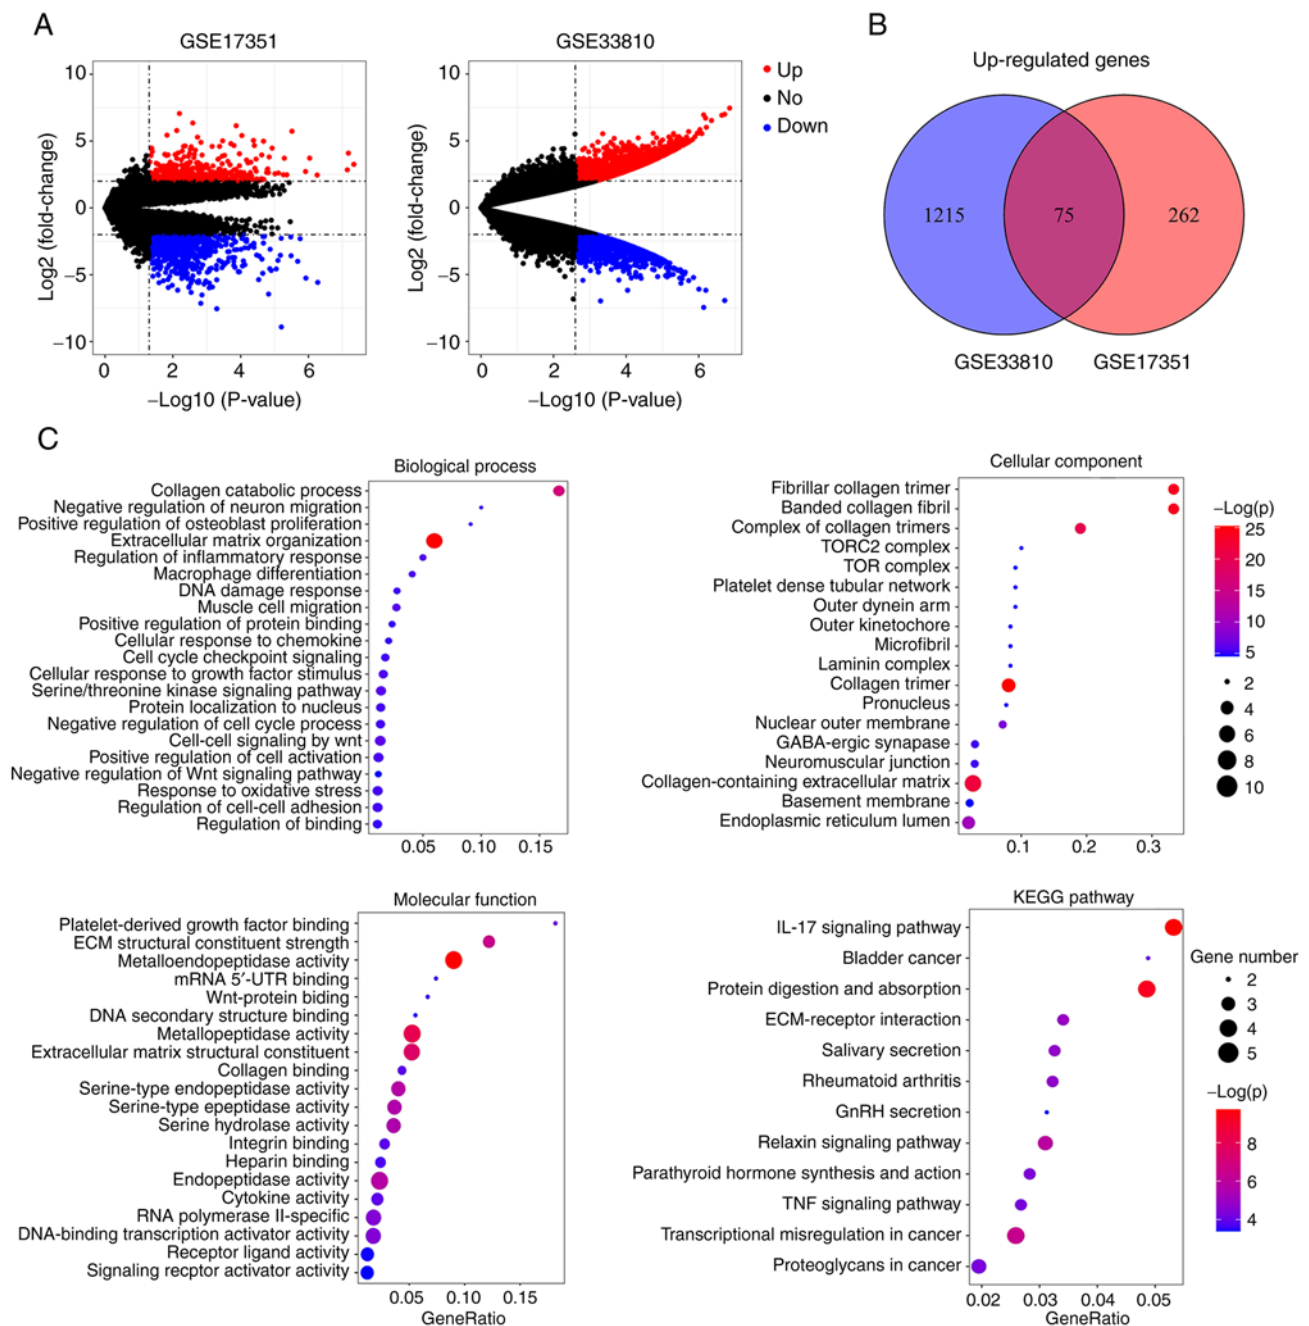 A
GSE17351
GSE33810
Up
No
Down
Log2 (fold-change)
10
5
0
−5
−10
0
2
4
6
−Log10 (P-value)
Log2 (fold-change)
10
5
0
−5
−10
0
2
4
6
−Log10 (P-value)
B
Up-regulated genes
1215
75
262
GSE33810
GSE17351
C
Biological process
Collagen catabolic process
Negative regulation of neuron migration
Positive regulation of osteoblast proliferation
Extracellular matrix organization
Regulation of inflammatory response
Macrophage differentiation
DNA damage response
Muscle cell migration
Positive regulation of protein binding
Cellular response to chemokine
Cell cycle checkpoint signaling
Cellular response to growth factor stimulus
Serine/threonine kinase signaling pathway
Protein localization to nucleus
Negative regulation of cell cycle process
Cell-cell signaling by wnt
Positive regulation of cell activation
Negative regulation of Wnt signaling pathway
Response to oxidative stress
Regulation of cell-cell adhesion
Regulation of binding
0.05
0.10
0.15
Cellular component
Fibrillar collagen trimer
Banded collagen fibril
Complex of collagen trimers
TORC2 complex
TOR complex
Platelet dense tubular network
Outer dynein arm
Outer kinetochore
Microfibril
Laminin complex
Collagen trimer
Pronucleus
Nuclear outer membrane
GABA-ergic synapase
Neuromuscular junction
Collagen-containing extracellular matrix
Basement membrane
Endoplasmic reticulum lumen
0.1
0.2
0.3
−Log(p)
25
20
15
10
5
2
4
6
8
10
Molecular function
Platelet-derived growth factor binding
ECM structural constituent strength
Metalloendopeptidase activity
mRNA 5′-UTR binding
Wnt-protein biding
DNA secondary structure binding
Metallopeptidase activity
Extracellular matrix structural constituent
Collagen binding
Serine-type endopeptidase activity
Serine-type epeptidase activity
Serine hydrolase activity
Integrin binding
Heparin binding
Endopeptidase activity
Cytokine activity
RNA polymerase II-specific
DNA-binding transcription activator activity
Receptor ligand activity
Signaling recptor activator activity
0.05
0.10
0.15
GeneRatio
KEGG pathway
IL-17 signaling pathway
Bladder cancer
Protein digestion and absorption
ECM-receptor interaction
Salivary secretion
Rheumatoid arthritis
GnRH secretion
Relaxin signaling pathway
Parathyroid hormone synthesis and action
TNF signaling pathway
Transcriptional misregulation in cancer
Proteoglycans in cancer
0.02
0.03
0.04
0.05
GeneRatio
Gene number
2
3
4
5
−Log(p)
8
6
4